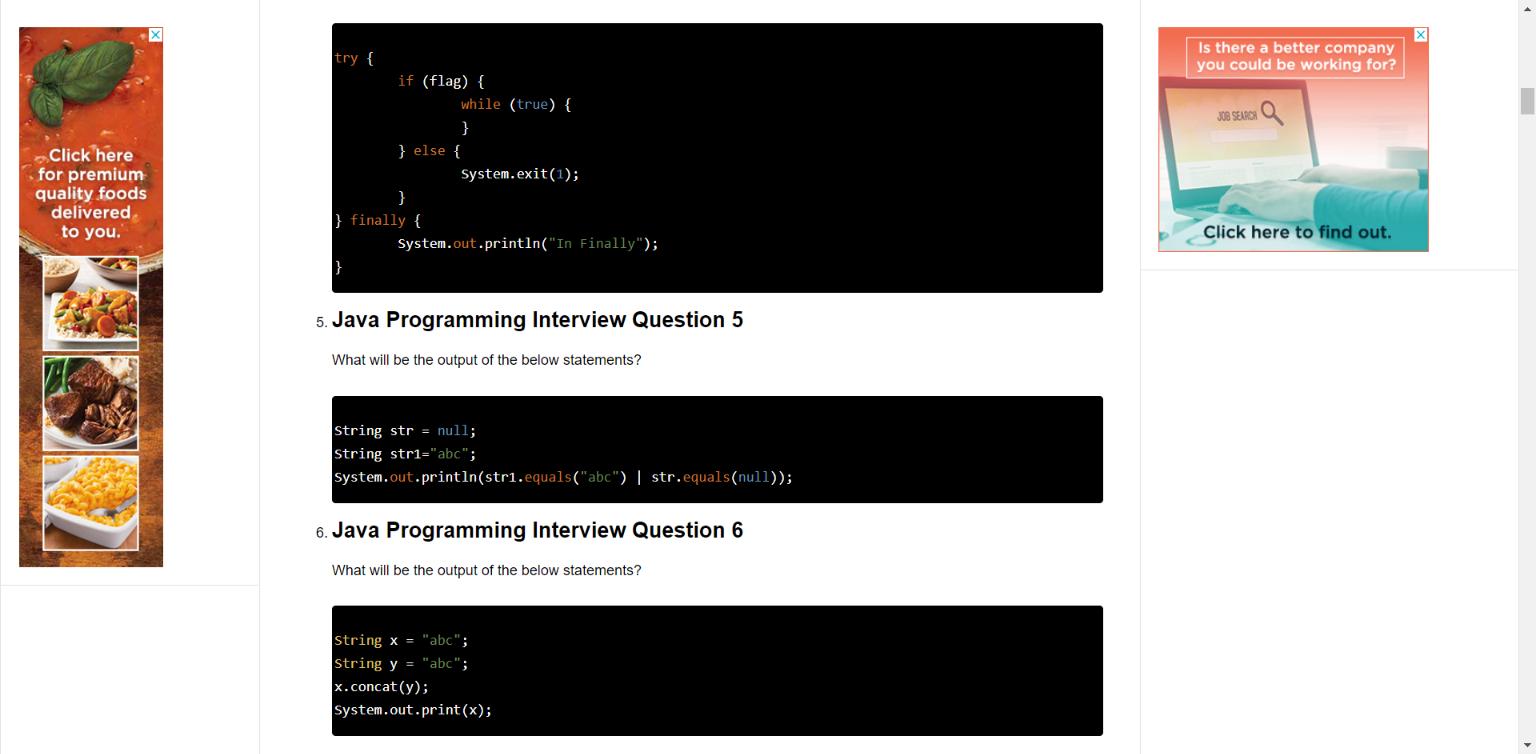 Click here
for premium
quality foods
delivered
to you.
try {
if (flag) {
while (true) {
}
} else {
System.exit(1);
}
} finally {
System.out.println("In Finally");
}
5. Java Programming Interview Question 5
What will be the output of the below statements?
String str = null;
String str1="abc";
System.out.println(str1.equals("abc") | str.equals(null));
6. Java Programming Interview Question 6
What will be the output of the below statements?
String x = "abc";
String y = "abc";
x.concat(y);
System.out.print(x);
Is there a better company
you could be working for?
JOB SEARCH
Click here to find out.